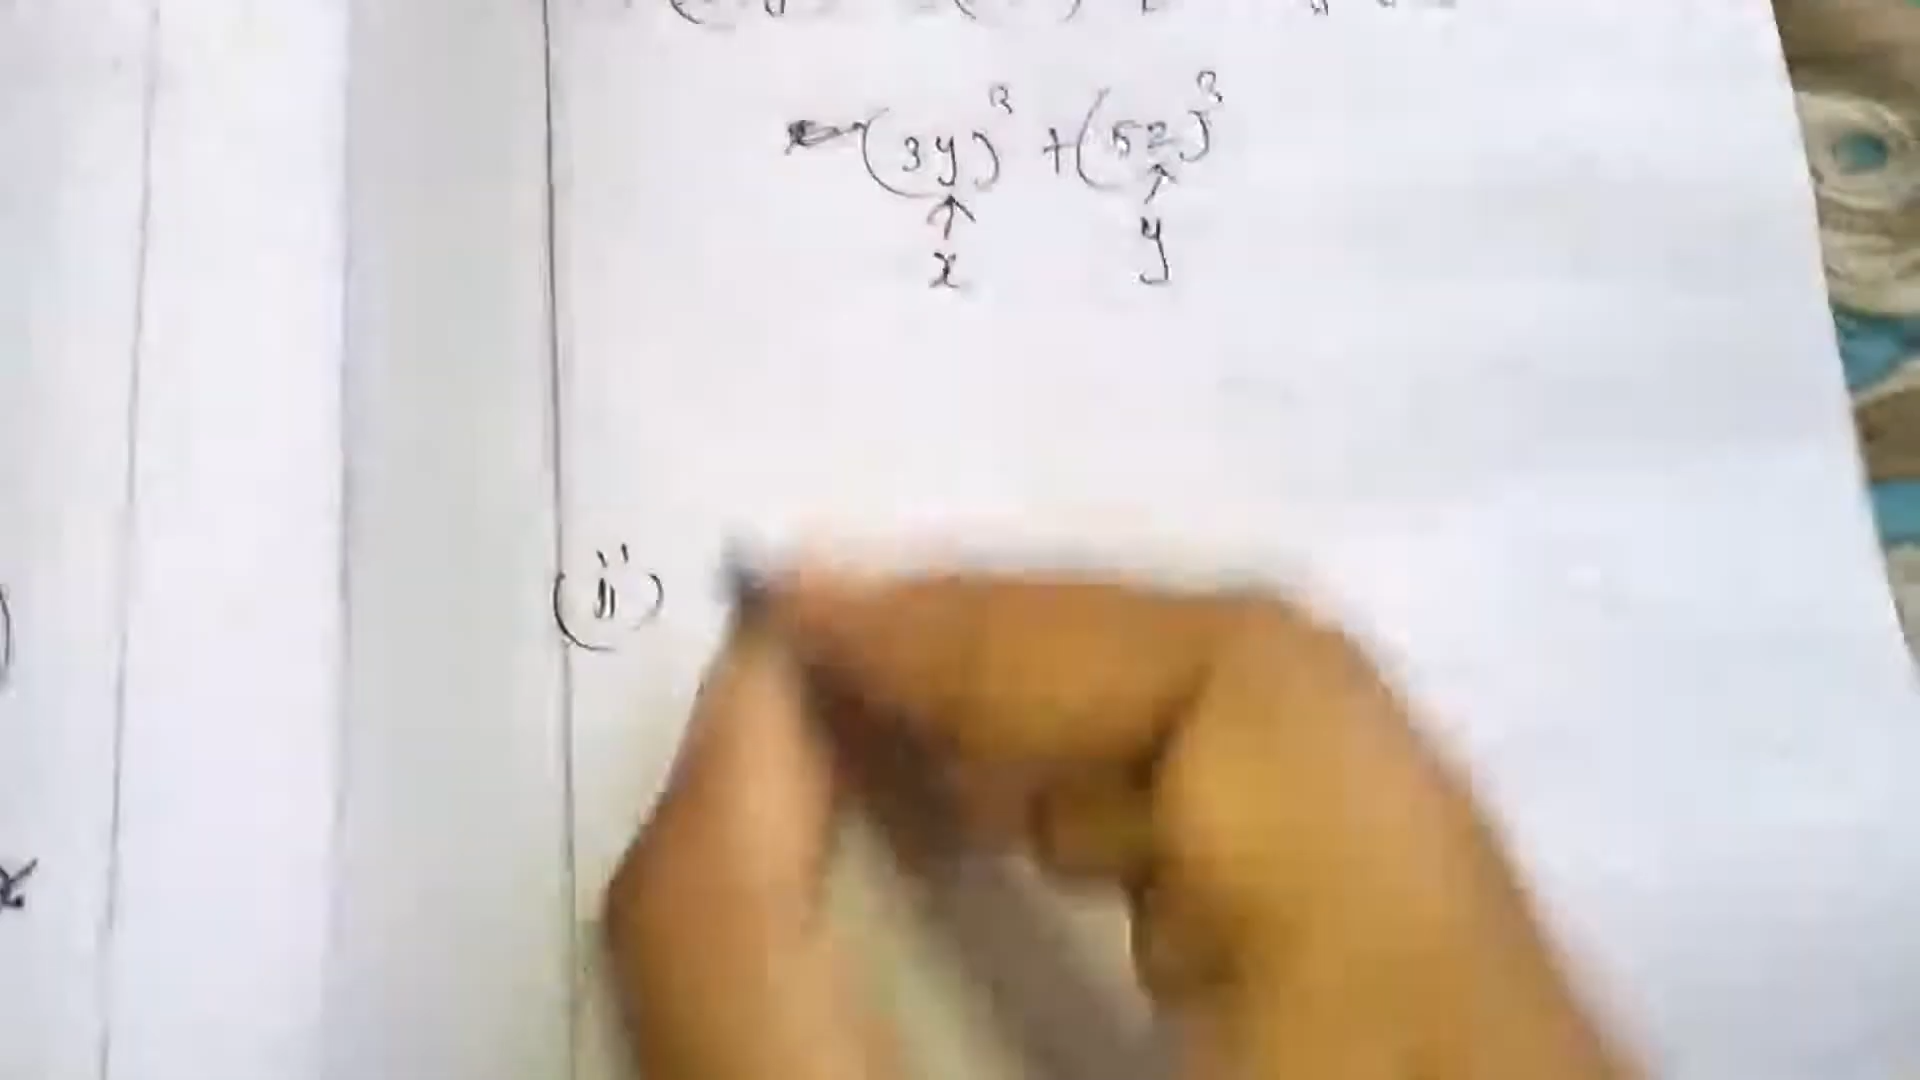 (3y)³ + (5z)³
↑ ↑
x y
(ii)